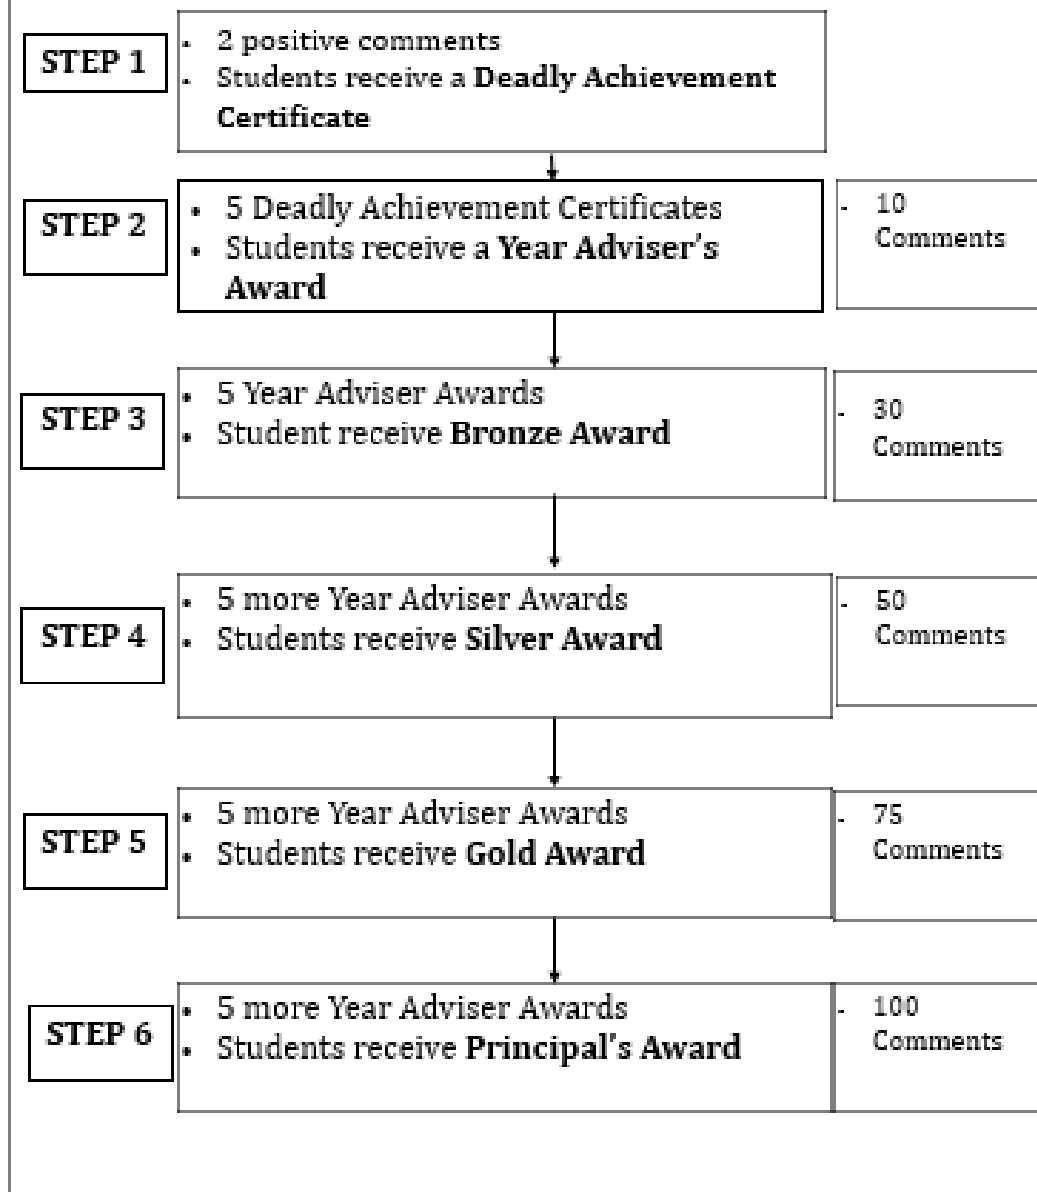 STEP 1
• 2 positive comments
• Students receive a Deadly Achievement
Certificate
STEP 2
• 5 Deadly Achievement Certificates
• Students receive a Year Adviser's
Award
- 10
Comments
STEP 3
• 5 Year Adviser Awards
• Student receive Bronze Award
- 30
Comments
STEP 4
• 5 more Year Adviser Awards
• Students receive Silver Award
- 50
Comments
STEP 5
• 5 more Year Adviser Awards
• Students receive Gold Award
- 75
Comments
STEP 6
• 5 more Year Adviser Awards
• Students receive Principal's Award
- 100
Comments